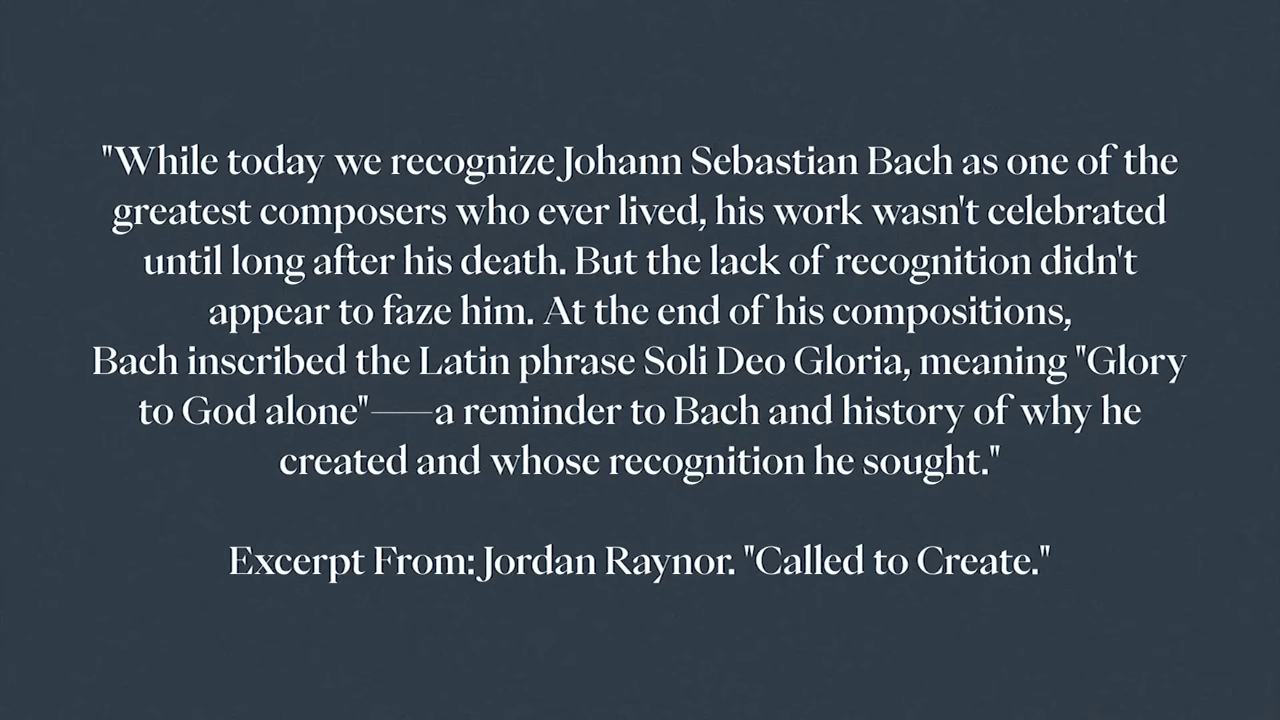 "While today we recognize Johann Sebastian Bach as one of the
greatest composers who ever lived, his work wasn't celebrated
until long after his death. But the lack of recognition didn't
appear to faze him. At the end of his compositions,
Bach inscribed the Latin phrase Soli Deo Gloria, meaning "Glory
to God alone"——a reminder to Bach and history of why he
created and whose recognition he sought."
Excerpt From: Jordan Raynor. "Called to Create."